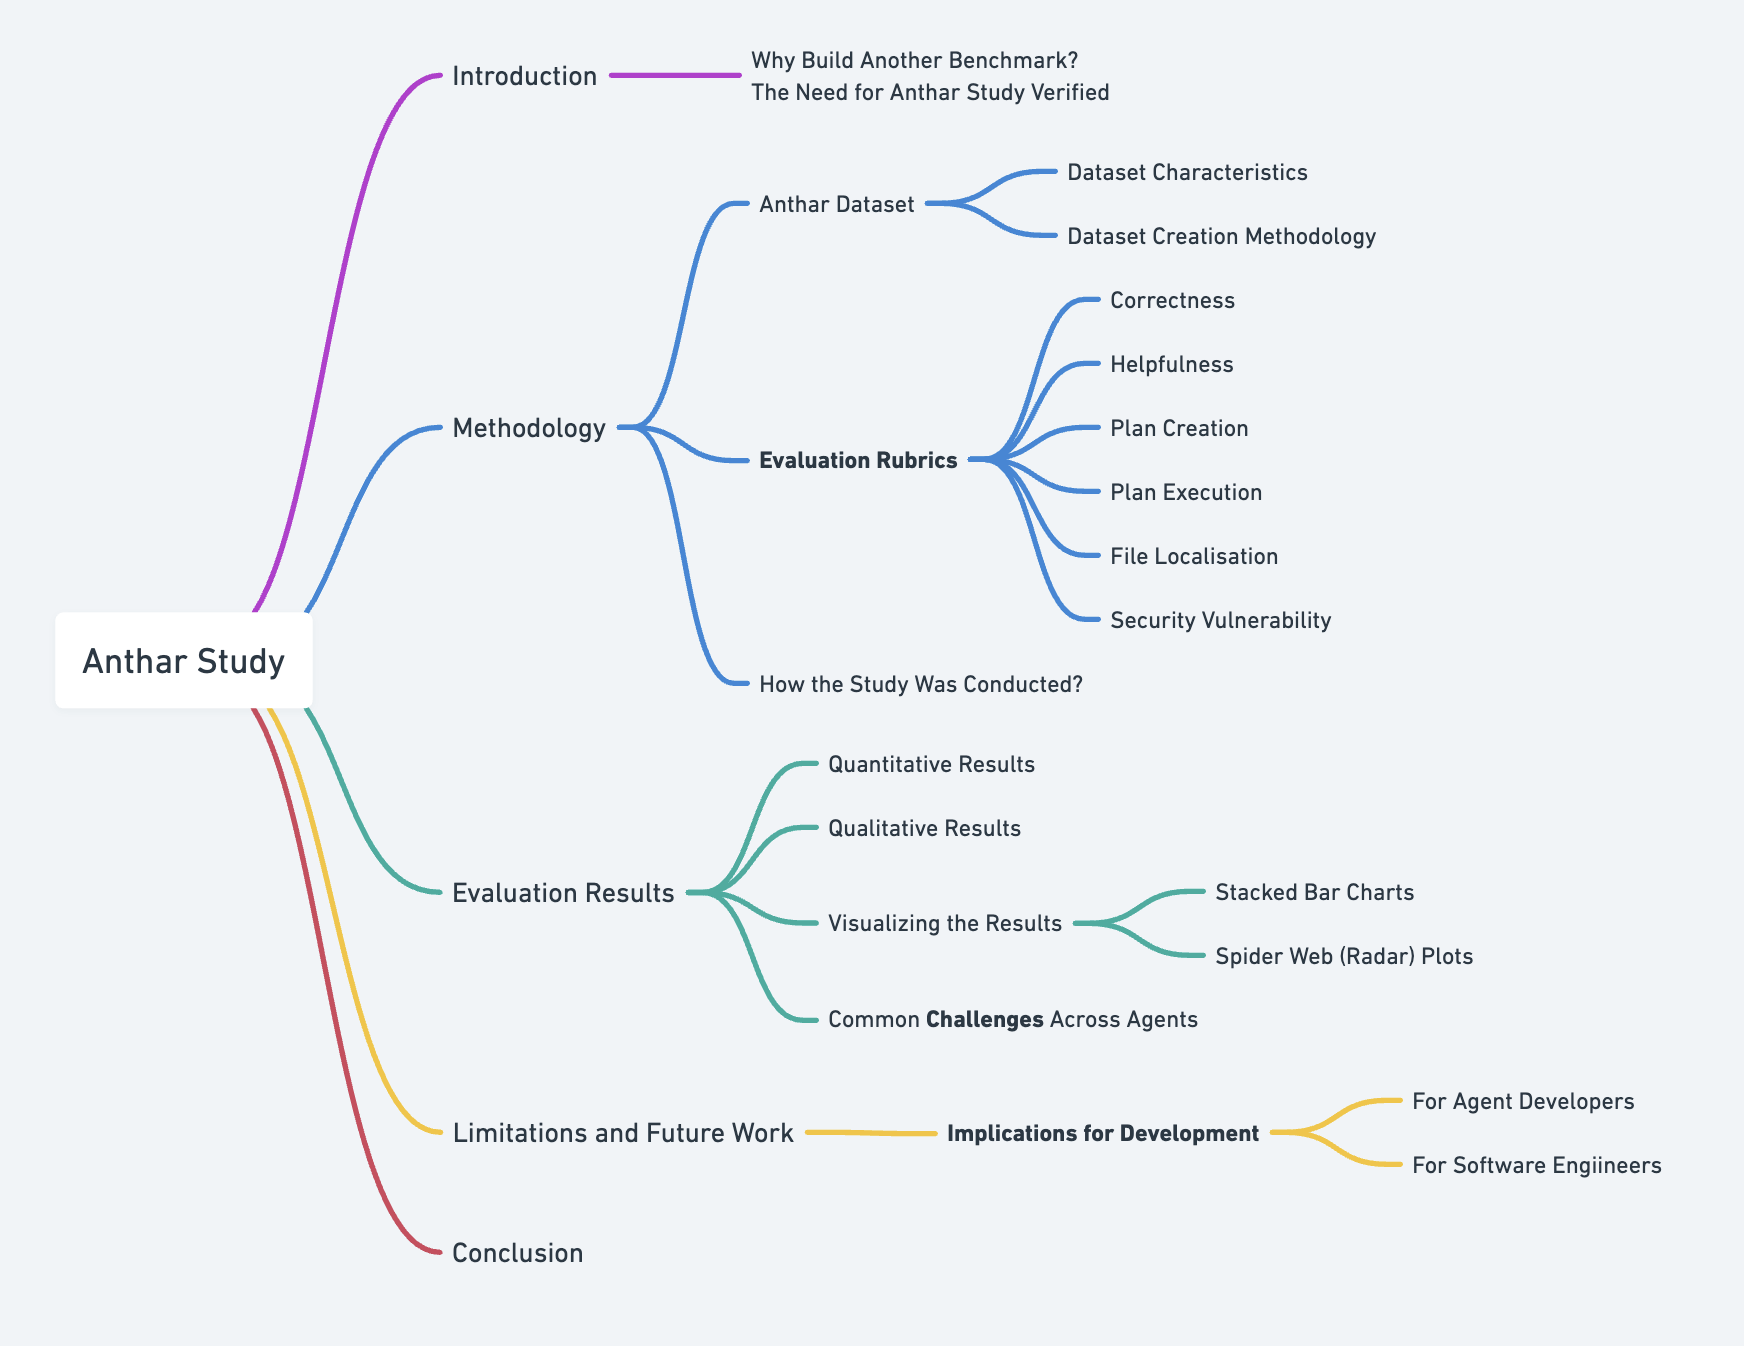 Anthar Study
Introduction
Why Build Another Benchmark?
The Need for Anthar Study Verified
Methodology
Anthar Dataset
Dataset Characteristics
Dataset Creation Methodology
Evaluation Rubrics
Correctness
Helpfulness
Plan Creation
Plan Execution
File Localisation
Security Vulnerability
How the Study Was Conducted?
Evaluation Results
Quantitative Results
Qualitative Results
Visualizing the Results
Stacked Bar Charts
Spider Web (Radar) Plots
Common Challenges Across Agents
Limitations and Future Work
Implications for Development
For Agent Developers
For Software Engiineers
Conclusion